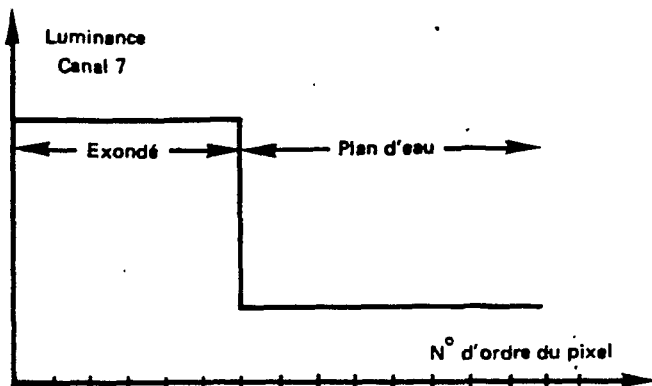 Luminance
Canal 7
Exondé
Plan d'eau
N° d'ordre du pixel